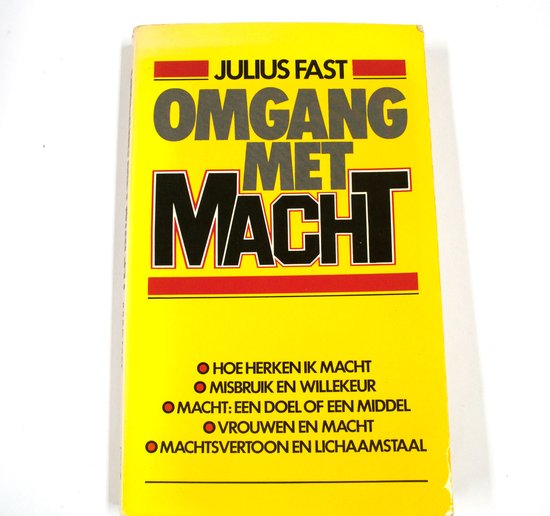 JULIUS FAST
OMGANG
MET
MACHT
HOE HERKEN IK MACHT
MISBRUIK EN WILLEKEUR
MACHT: EEN DOEL OF EEN MIDDEL
VROUWEN EN MACHT
MACHTSVERTOON EN LICHAAMSTAAL